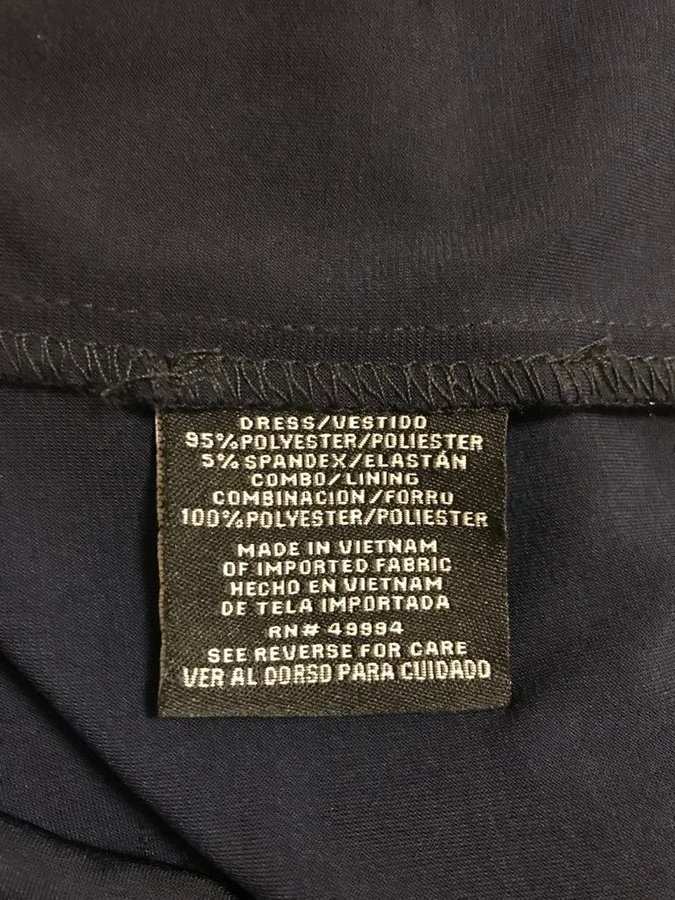 DRESS/VESTIDO
95%POLYESTER/POLIESTER
5% SPANDEX/ELASTÁN
COMBO/LINING
COMBINACION/FORRU
100%POLYESTER/POLIESTER
MADE IN VIETNAM
OF IMPORTED FABRIC
HECHO EN VIETNAM
DE TELA IMPORTADA
RN# 49994
SEE REVERSE FOR CARE
VER AL DORSO PARA CUIDADO